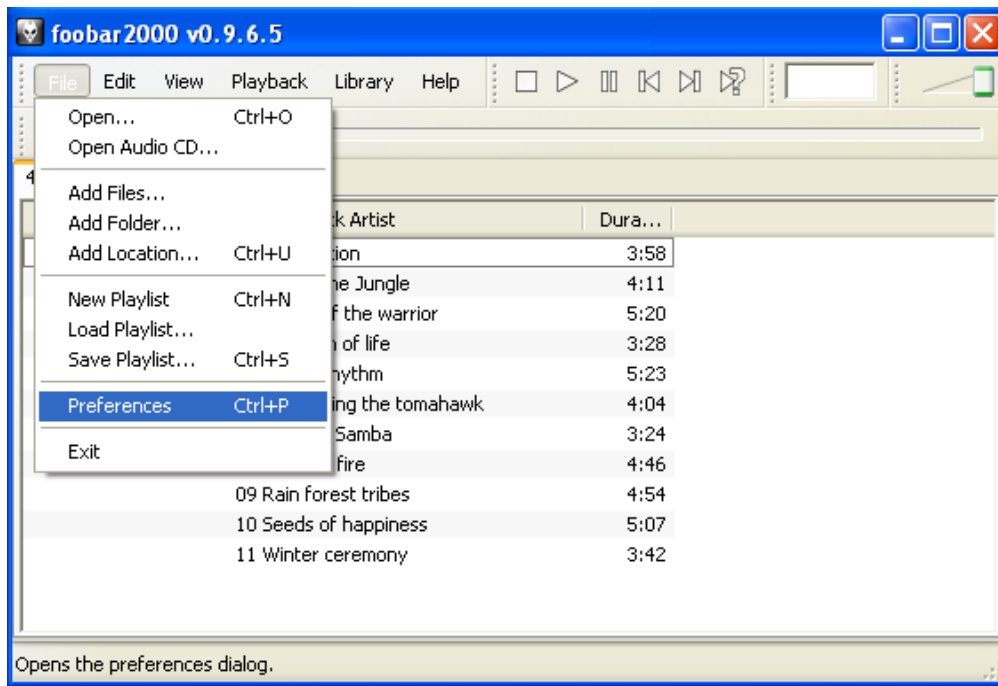 foobar2000 v0.9.6.5
File Edit View Playback Library Help
Open... Ctrl+O
Open Audio CD...
4
Add Files...
Add Folder... Artist Dura...
Add Location... Ctrl+U 3:58
Jungle 4:11
New Playlist Ctrl+N the warrior 5:20
Load Playlist... of life 3:28
Save Playlist... Ctrl+S 5:23
Preferences Ctrl+P the tomahawk 4:04
Samba 3:24
Exit fire 4:46
09 Rain forest tribes 4:54
10 Seeds of happiness 5:07
11 Winter ceremony 3:42
Opens the preferences dialog.